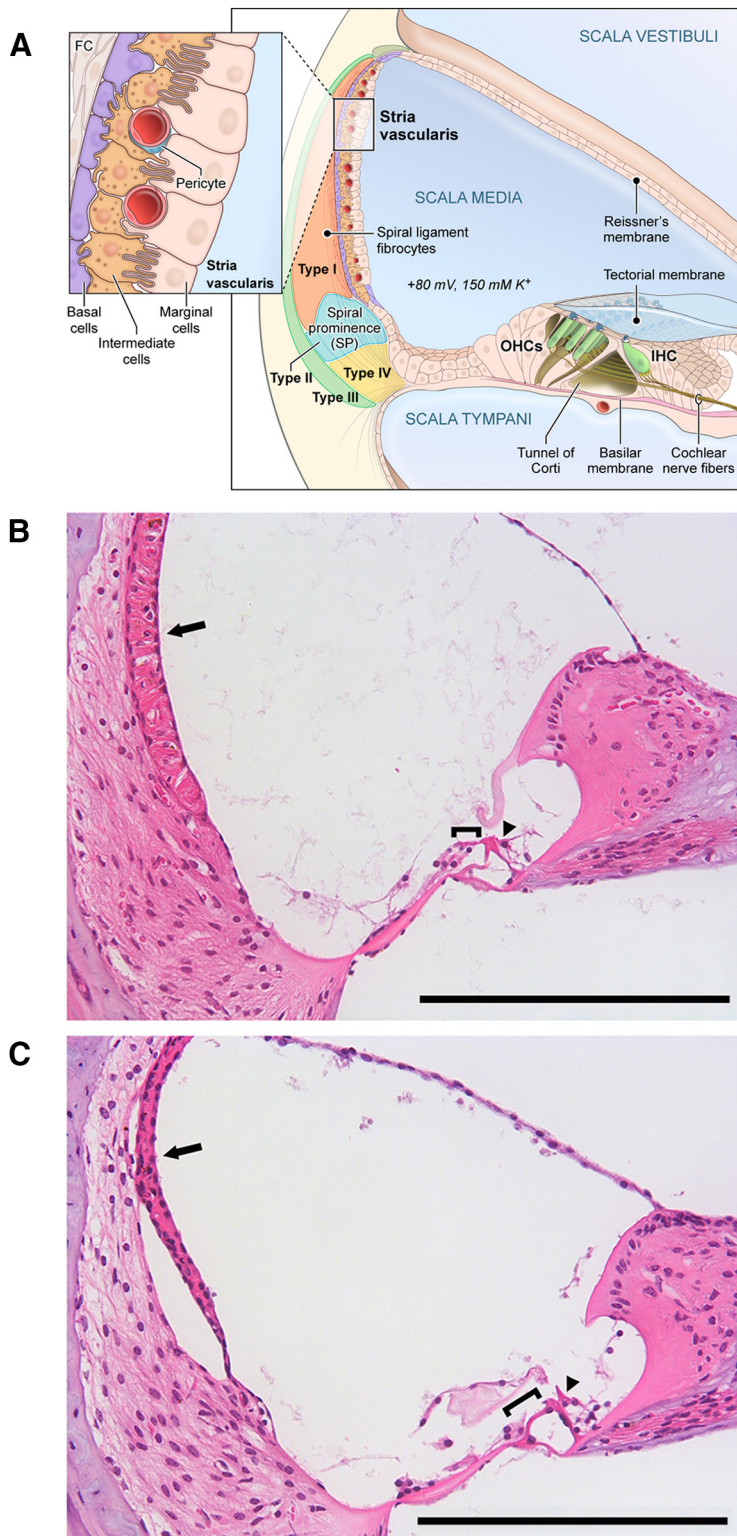 A
FC
Pericyte
Stria
vascularis
Basal
cells
Intermediate
cells
Marginal
cells
SCALA VESTIBULI
Stria
vascularis
SCALA MEDIA
Reissner's
membrane
Spiral ligament
fibrocytes
Tectorial membrane
Type I
+80 mV, 150 mM K+
Spiral
prominence
(SP)
OHCs
IHC
Type II
Type IV
Type III
SCALA TYMPANI
Tunnel of
Corti
Basilar
membrane
Cochlear
nerve fibers
B
C